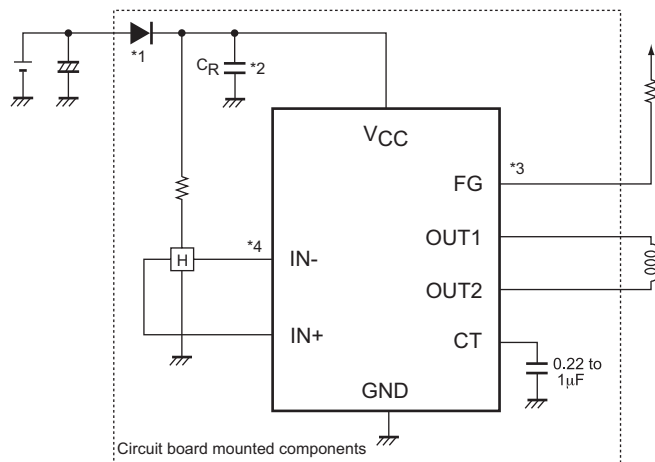 *1
CR *2
VCC
*3
FG
H
*4
IN-
OUT1
OUT2
IN+
CT
0.22 to
1μF
GND
Circuit board mounted components